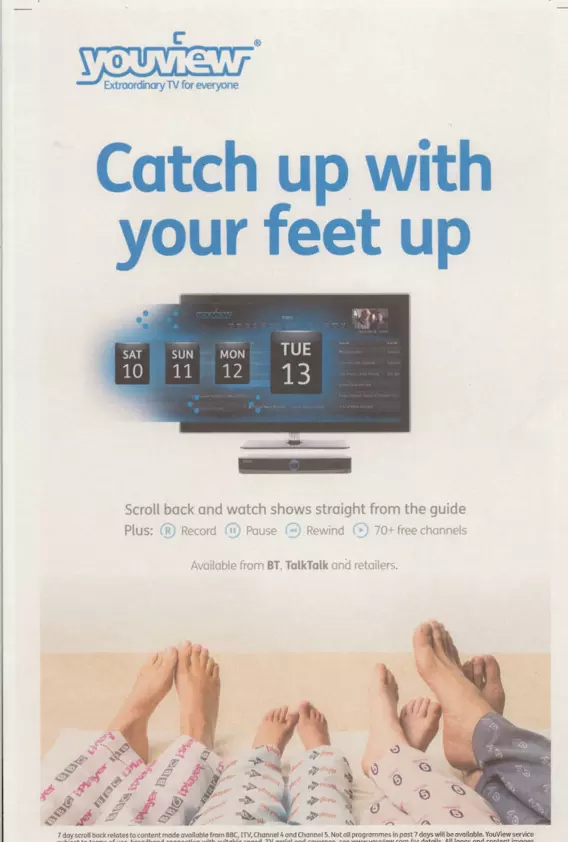 youview®
Extraordinary TV for everyone
Catch up with
your feet up
youview
SAT
10
SUN
11
MON
12
TUE
13
Scroll back and watch shows straight from the guide
Plus: R Record Pause Rewind 70+ free channels
Available from BT, TalkTalk and retailers.
7 day scroll back relates to content made available from BBC, ITV, Channel 4 and Channel 5. Not all programmes in past 7 days will be available. YouView service